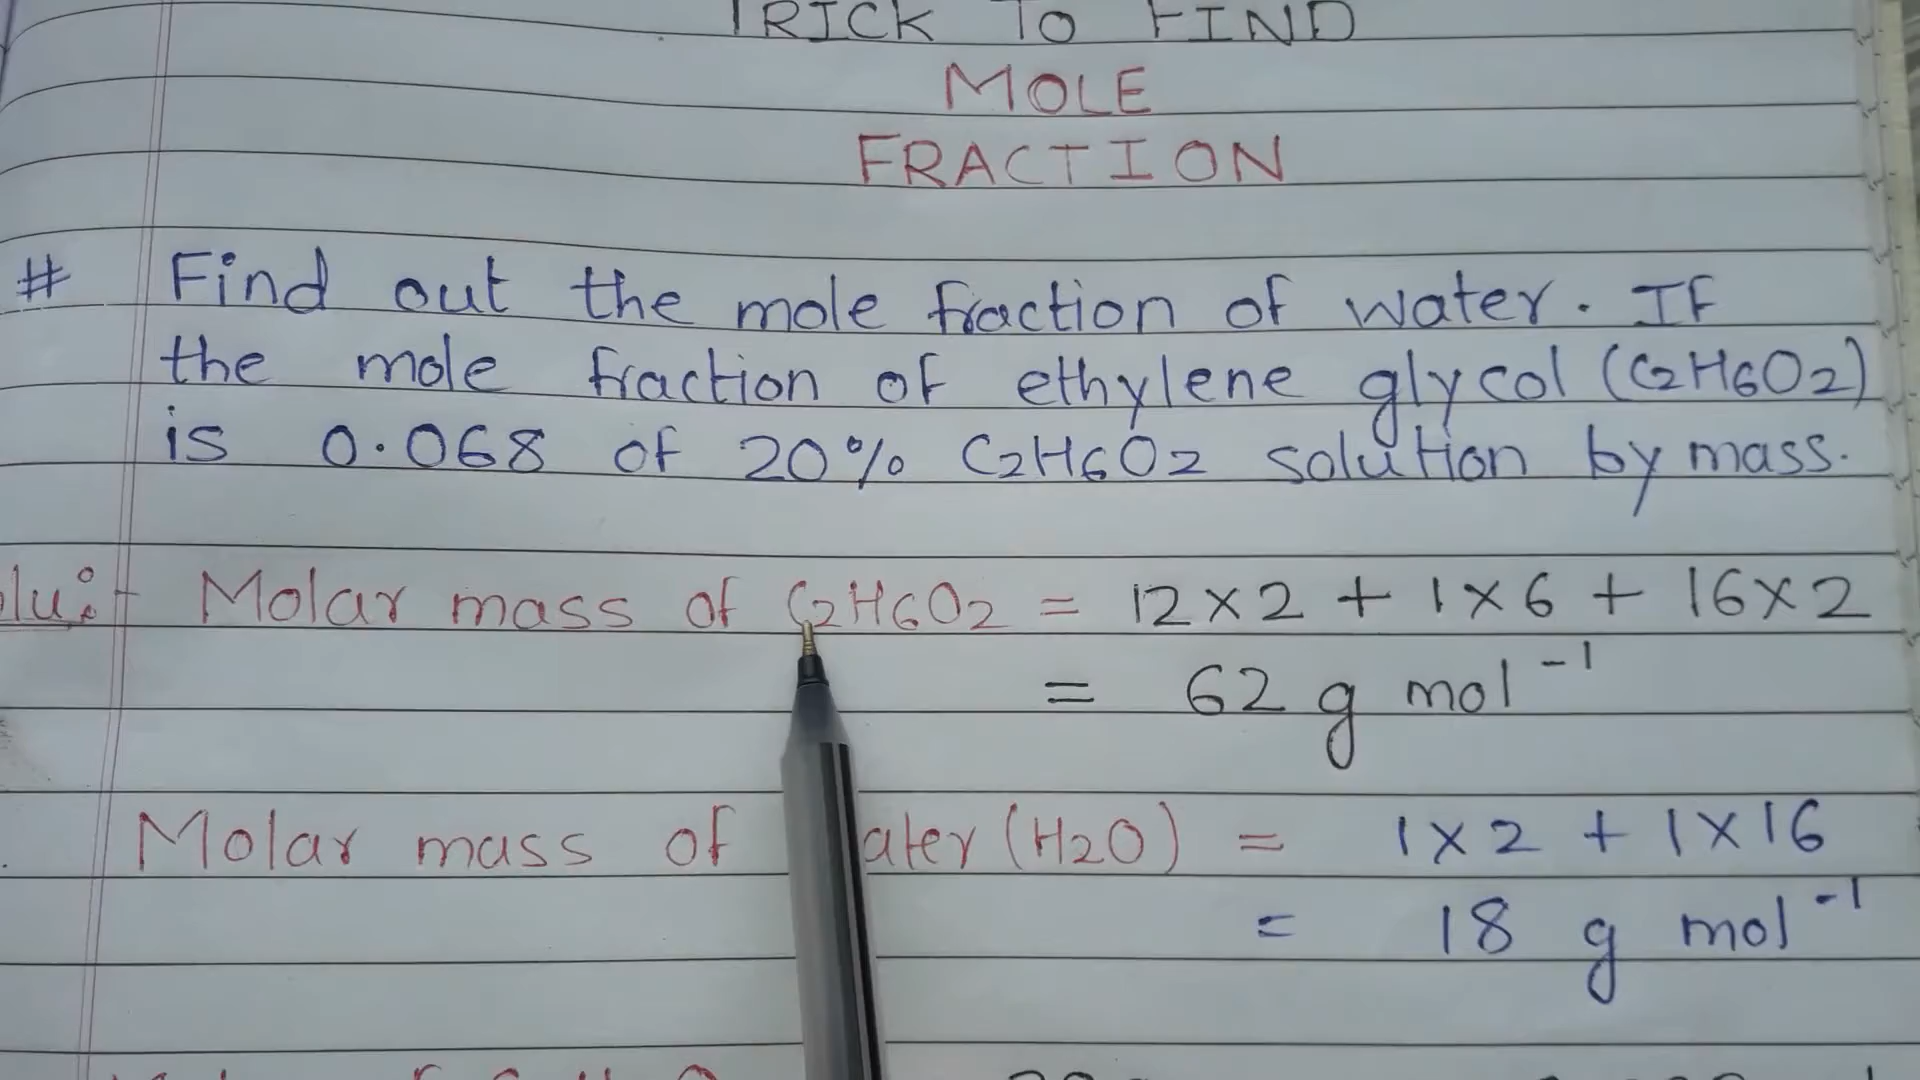 TRICK TO FIND
MOLE
FRACTION
# Find out the mole fraction of water. If
the mole fraction of ethylene glycol (C2H6O2)
is 0.068 of 20% C2H6O2 solution by mass.
Molar mass of C2H6O2 = 12×2 + 1×6 + 16×2
= 62 g mol⁻¹
Molar mass of ater (H2O) = 1×2 + 1×16
= 18 g mol⁻¹